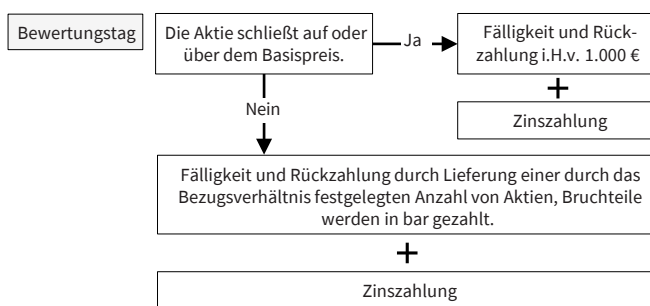 Bewertungstag
Die Aktie schließt auf oder
über dem Basispreis.
Ja
Fälligkeit und Rück-
zahlung i.H.v. 1.000 €
+
Zinszahlung
Nein
Fälligkeit und Rückzahlung durch Lieferung einer durch das
Bezugsverhältnis festgelegten Anzahl von Aktien, Bruchteile
werden in bar gezahlt.
+
Zinszahlung